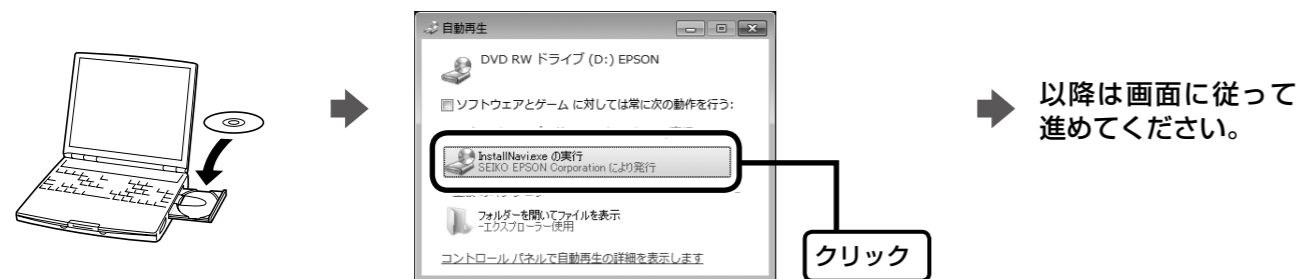 自動再生
DVD RW ドライブ (D:) EPSON
ソフトウェアとゲーム に対しては常に次の動作を行う:
InstallNavi.exe の実行
SEIKO EPSON Corporation により発行
フォルダーを開いてファイルを表示
-エクスプローラー使用
コントロール パネルで自動再生の詳細を表示します
クリック
以降は画面に従って
進めてください。